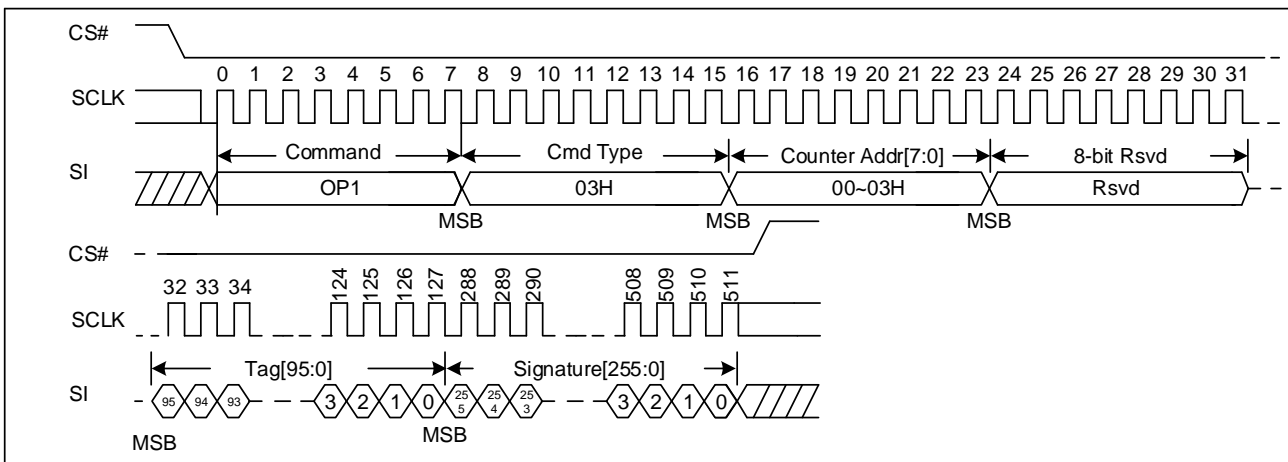 CS#
0 1 2 3 4 5 6 7 8 9 10 11 12 13 14 15 16 17 18 19 20 21 22 23 24 25 26 27 28 29 30 31
SCLK
Command Cmd Type Counter Addr[7:0] 8-bit Rsvd
SI
OP1 03H 00~03H Rsvd
MSB MSB MSB
CS#
32 33 34 124 125 126 127 288 289 290 508 509 510 511
SCLK
Tag[95:0] Signature[255:0]
SI
95 94 93 3 2 1 0 255 254 253 3 2 1 0
MSB MSB